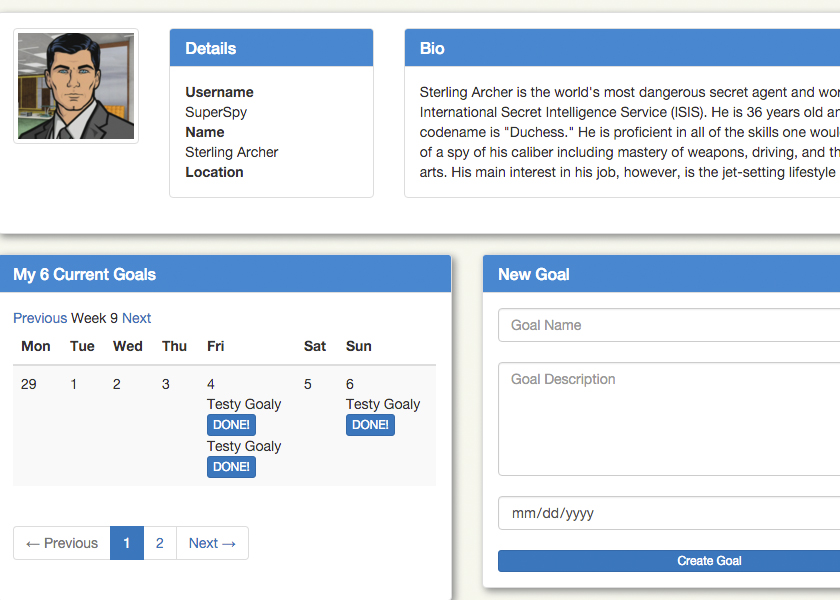 Details
Username
SuperSpy
Name
Sterling Archer
Location
Bio
Sterling Archer is the world's most dangerous secret agent and
International Secret Intelligence Service (ISIS). He is 36 years old
codename is "Duchess." He is proficient in all of the skills one
of a spy of his caliber including mastery of weapons, driving, and
arts. His main interest in his job, however, is the jet-setting lifestyle
My 6 Current Goals
Previous Week 9 Next
Mon Tue Wed Thu Fri Sat Sun
29 1 2 3 4 5 6
Testy Goaly Testy Goaly
DONE! DONE!
Testy Goaly
DONE!
← Previous 1 2 Next →
New Goal
Goal Name
Goal Description
mm/dd/yyyy
Create Goal